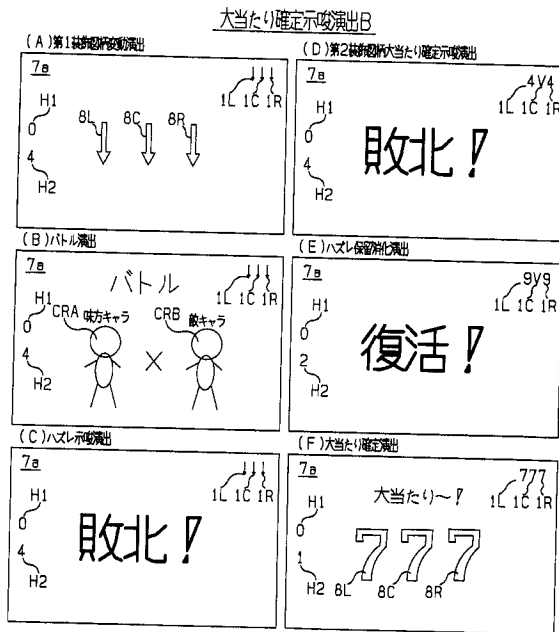 大当たり確定示唆演出B
(A)第1装飾図柄変動演出
7a
H1
0
4
H2
8L 8C 8R
↓↓↓
1L 1C 1R
(B)バトル演出
7a
バトル
H1
0
4
H2
CRA 味方キャラ
CRB 敵キャラ
×
↓↓↓
1L 1C 1R
(C)ハズレ示唆演出
7a
H1
0
4
H2
敗北!
↓↓↓
1L 1C 1R
(D)第2装飾図柄大当たり確定示唆演出
7a
H1
0
4
H2
敗北!
4V4
1L 1C 1R
(E)ハズレ保留消化演出
7a
H1
0
2
H2
復活!
9V9
1L 1C 1R
(F)大当たり確定演出
7a
H1
0
1
H2
大当たり～!
777
1L 1C 1R
777
8L 8C 8R